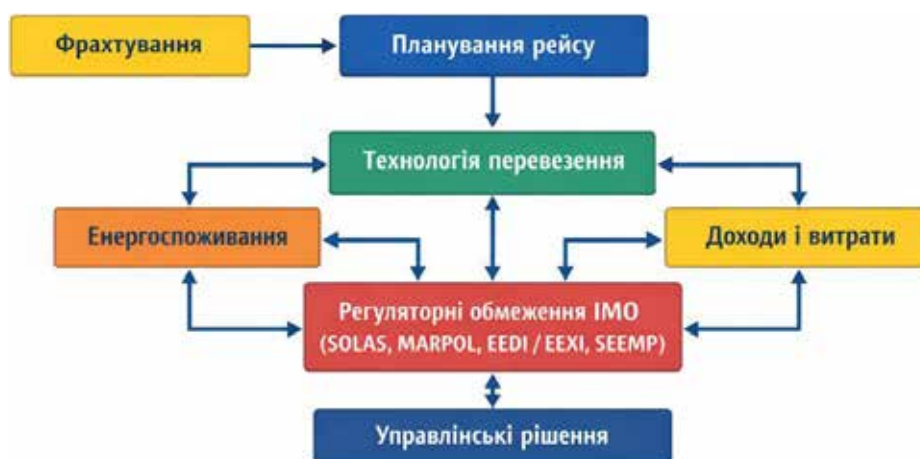 Фрахтування
Планування рейсу
Технологія перевезення
Енергоспоживання
Доходи і витрати
Регуляторні обмеження IMO
(SOLAS, MARPOL, EEDI / EEXI, SEEMP)
Управлінські рішення